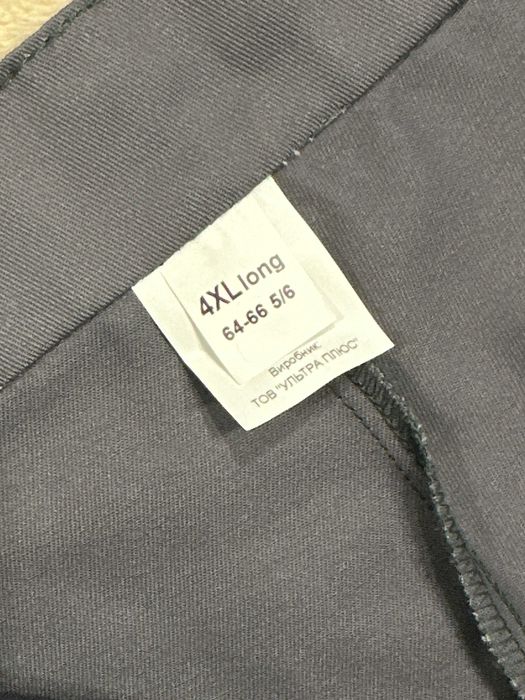 4XL long
64-66 5/6
Виробник
ТОВ "УЛЬТРА ПЛЮС"